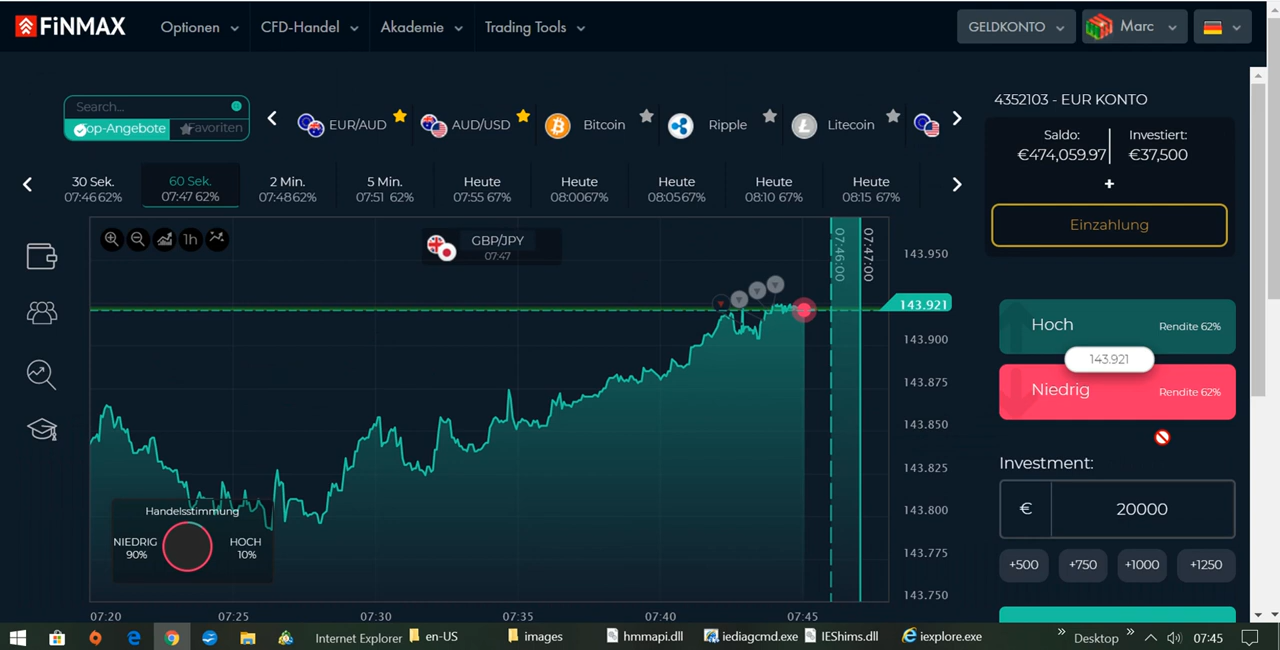 FiNMAX
Optionen
CFD-Handel
Akademie
Trading Tools
GELDKONTO
Marc
Search...
Top-Angebote
Favoriten
EUR/AUD
AUD/USD
Bitcoin
Ripple
Litecoin
4352103 - EUR KONTO
Saldo:
€474,059.97
Investiert:
€37,500
+
Einzahlung
30 Sek.
07:46 62%
60 Sek.
07:47 62%
2 Min.
07:48 62%
5 Min.
07:51 62%
Heute
07:55 67%
Heute
08:00 67%
Heute
08:05 67%
Heute
08:10 67%
Heute
08:15 67%
1h
GBP/JPY
07:47
07:46:00
07:47:00
143.950
143.921
143.900
143.875
143.850
143.825
143.800
143.775
143.750
Hoch
Rendite 62%
143.921
Niedrig
Rendite 62%
Investment:
€
20000
+500
+750
+1000
+1250
Handelsstimmung
NIEDRIG
90%
HOCH
10%
07:20
07:25
07:30
07:35
07:40
07:45
Internet Explorer
en-US
images
hmmapi.dll
iediagcmd.exe
IEShims.dll
iexplore.exe
Desktop
07:45